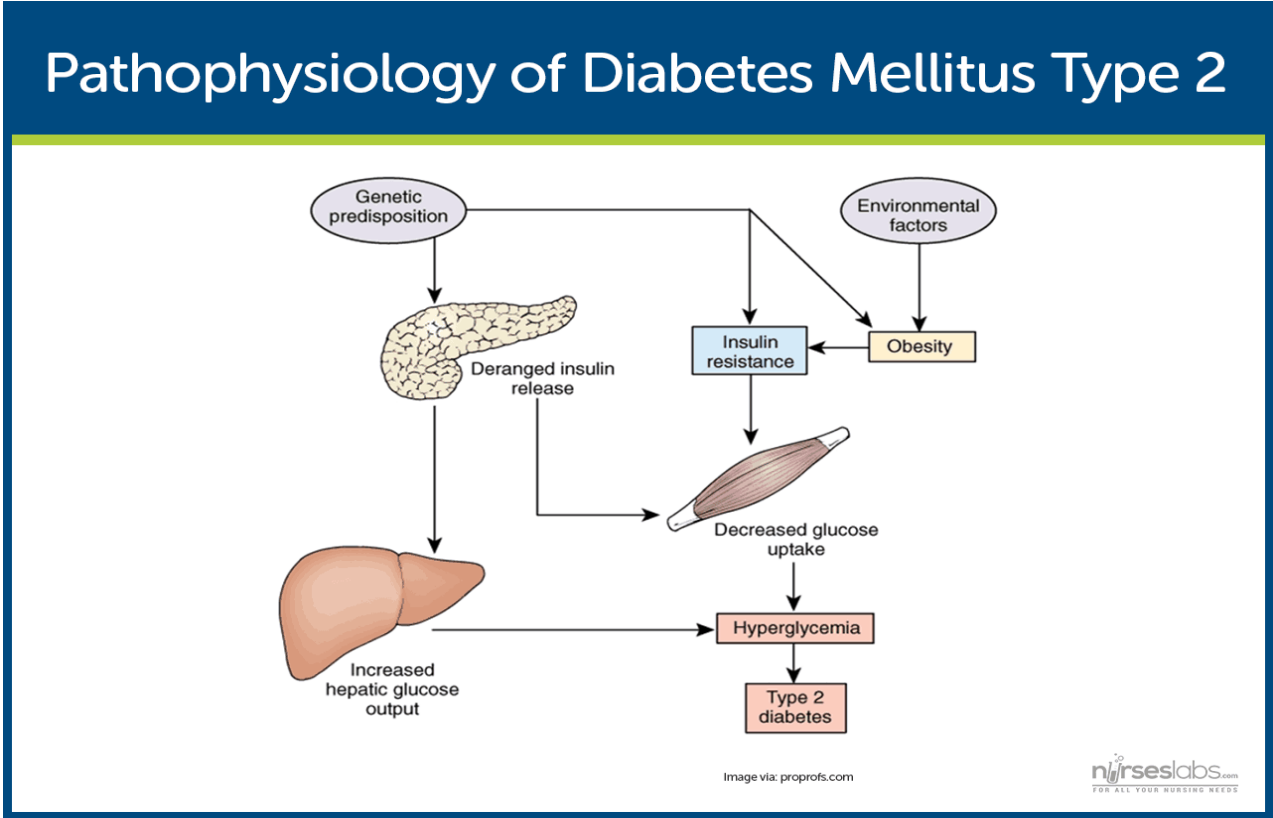 Pathophysiology of Diabetes Mellitus Type 2
Genetic
predisposition
Environmental
factors
Insulin
resistance
Obesity
Deranged insulin
release
Decreased glucose
uptake
Hyperglycemia
Increased
hepatic glucose
output
Type 2
diabetes
Image via: proprofs.com
nurseslabs.com
FOR ALL YOUR NURSING NEEDS